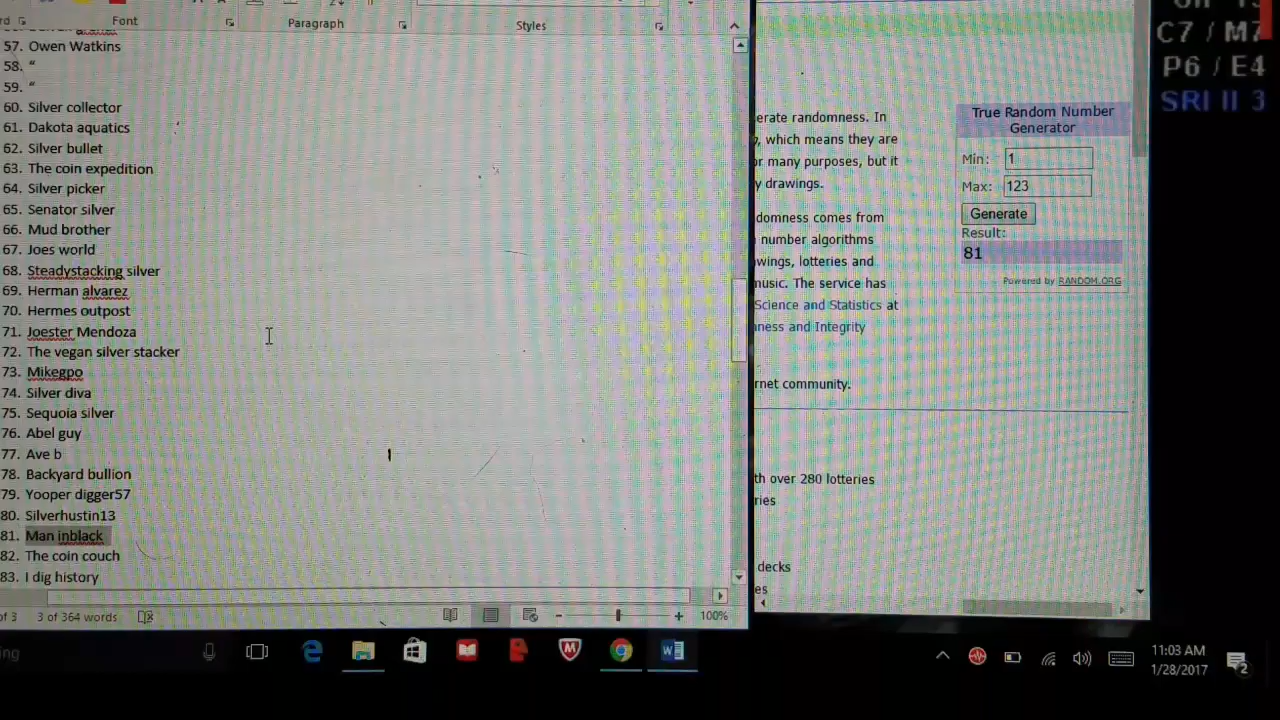 Font
Paragraph
Styles
57. Owen Watkins
58. "
59. "
60. Silver collector
61. Dakota aquatics
62. Silver bullet
63. The coin expedition
64. Silver picker
65. Senator silver
66. Mud brother
67. Joes world
68. Steadystacking silver
69. Herman alvarez
70. Hermes outpost
71. Joester Mendoza
72. The vegan silver stacker
73. Mikegpo
74. Silver diva
75. Sequoia silver
76. Abel guy
77. Ave b
78. Backyard bullion
79. Yooper digger57
80. Silverhustin13
81. Man inblack
82. The coin couch
83. I dig history
of 3
3 of 364 words
100%
erate randomness. In
, which means they are
or many purposes, but it
y drawings.
domness comes from
number algorithms
wings, lotteries and
music. The service has
Science and Statistics at
ness and Integrity
rnet community.
th over 280 lotteries
ries
decks
es
True Random Number
Generator
Min: 1
Max: 123
Generate
Result:
81
Powered by RANDOM.ORG
C7 / M7
P6 / E4
SRI II 3
ing
11:03 AM
1/28/2017
2